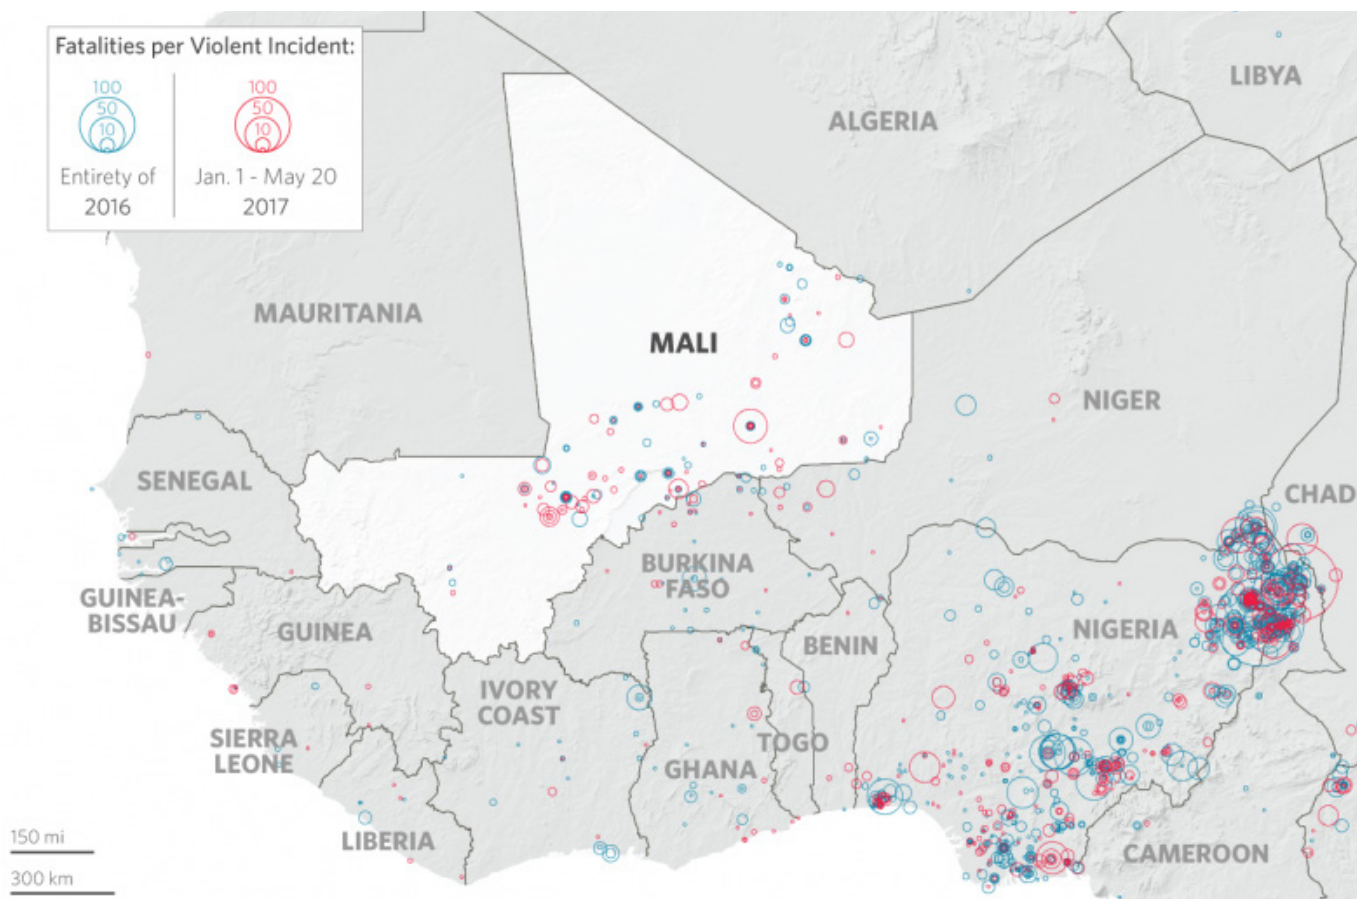 Fatalities per Violent Incident:
100
50
10
Entirety of
2016
100
50
10
Jan. 1 - May 20
2017
LIBYA
ALGERIA
MAURITANIA
MALI
NIGER
SENEGAL
CHAD
BURKINA
FASO
GUINEA-
BISSAU
GUINEA
NIGERIA
BENIN
IVORY
COAST
SIERRA
LEONE
TOGO
GHANA
LIBERIA
CAMEROON
150 mi
300 km